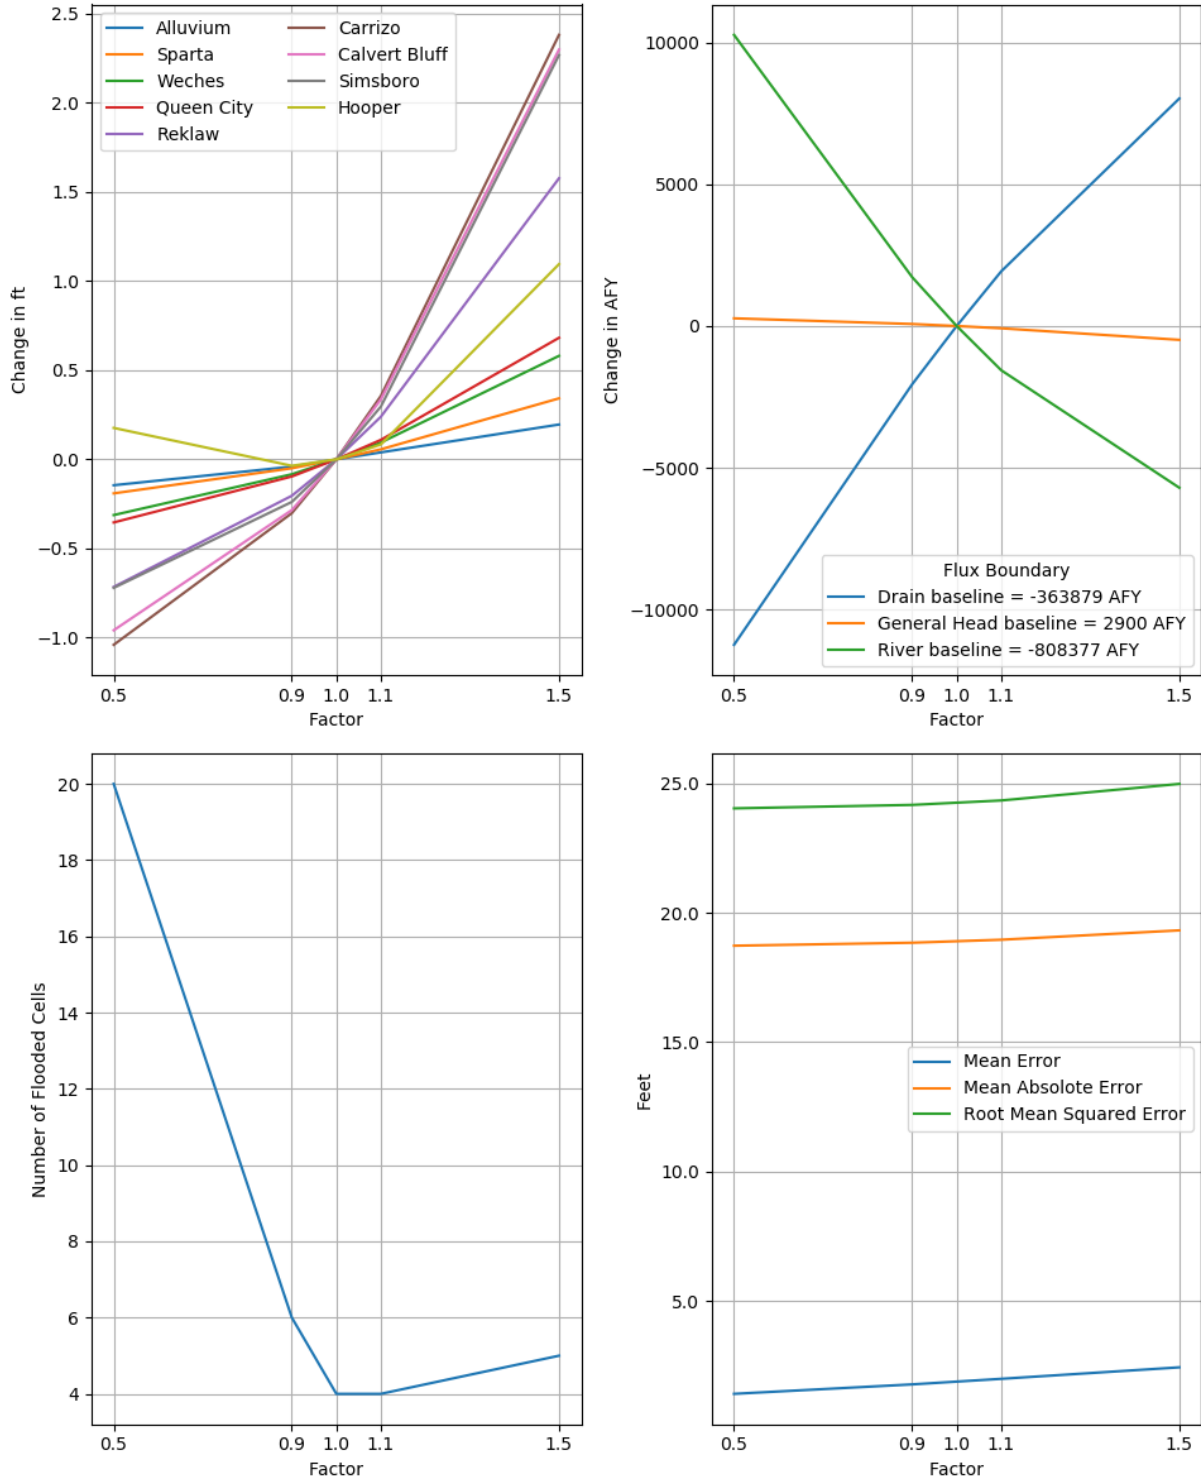 2.5
2.0
1.5
1.0
0.5
0.0
−0.5
−1.0
Change in ft
Alluvium
Sparta
Weches
Queen City
Reklaw
Carrizo
Calvert Bluff
Simsboro
Hooper
0.5 0.9 1.0 1.1 1.5
Factor
10000
5000
0
−5000
−10000
Change in AFY
Flux Boundary
Drain baseline = -363879 AFY
General Head baseline = 2900 AFY
River baseline = -808377 AFY
0.5 0.9 1.0 1.1 1.5
Factor
20
18
16
14
12
10
8
6
4
Number of Flooded Cells
0.5 0.9 1.0 1.1 1.5
Factor
25.0
20.0
15.0
10.0
5.0
Feet
Mean Error
Mean Absolote Error
Root Mean Squared Error
0.5 0.9 1.0 1.1 1.5
Factor